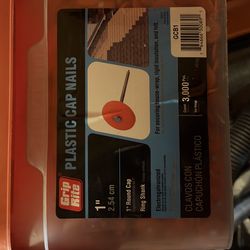 Grip
Rite
PLASTIC CAP NAILS
1"
2.54 cm
1" Round Cap
Ring Shank
Electrogalvanized
For securing house-wrap, rigid insulation, and felt.
GCB1
3,000
CLAVOS CON
CAPUCHÓN PLÁSTICO